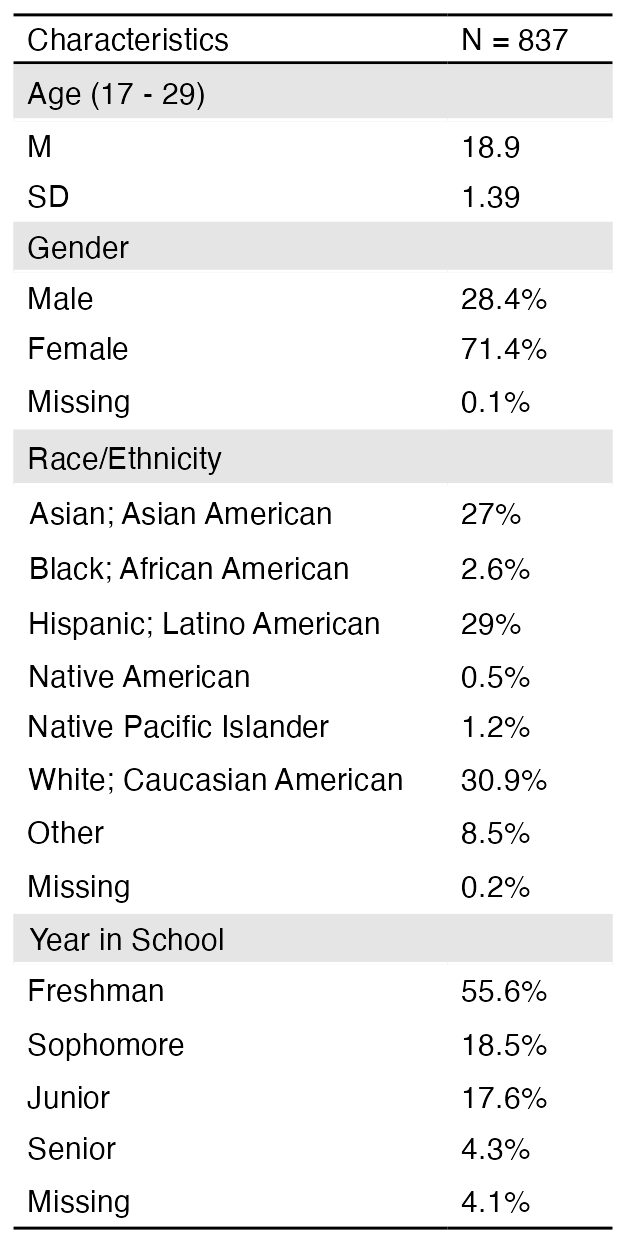 Characteristics N = 837
Age (17 - 29)
M 18.9
SD 1.39
Gender
Male 28.4%
Female 71.4%
Missing 0.1%
Race/Ethnicity
Asian; Asian American 27%
Black; African American 2.6%
Hispanic; Latino American 29%
Native American 0.5%
Native Pacific Islander 1.2%
White; Caucasian American 30.9%
Other 8.5%
Missing 0.2%
Year in School
Freshman 55.6%
Sophomore 18.5%
Junior 17.6%
Senior 4.3%
Missing 4.1%